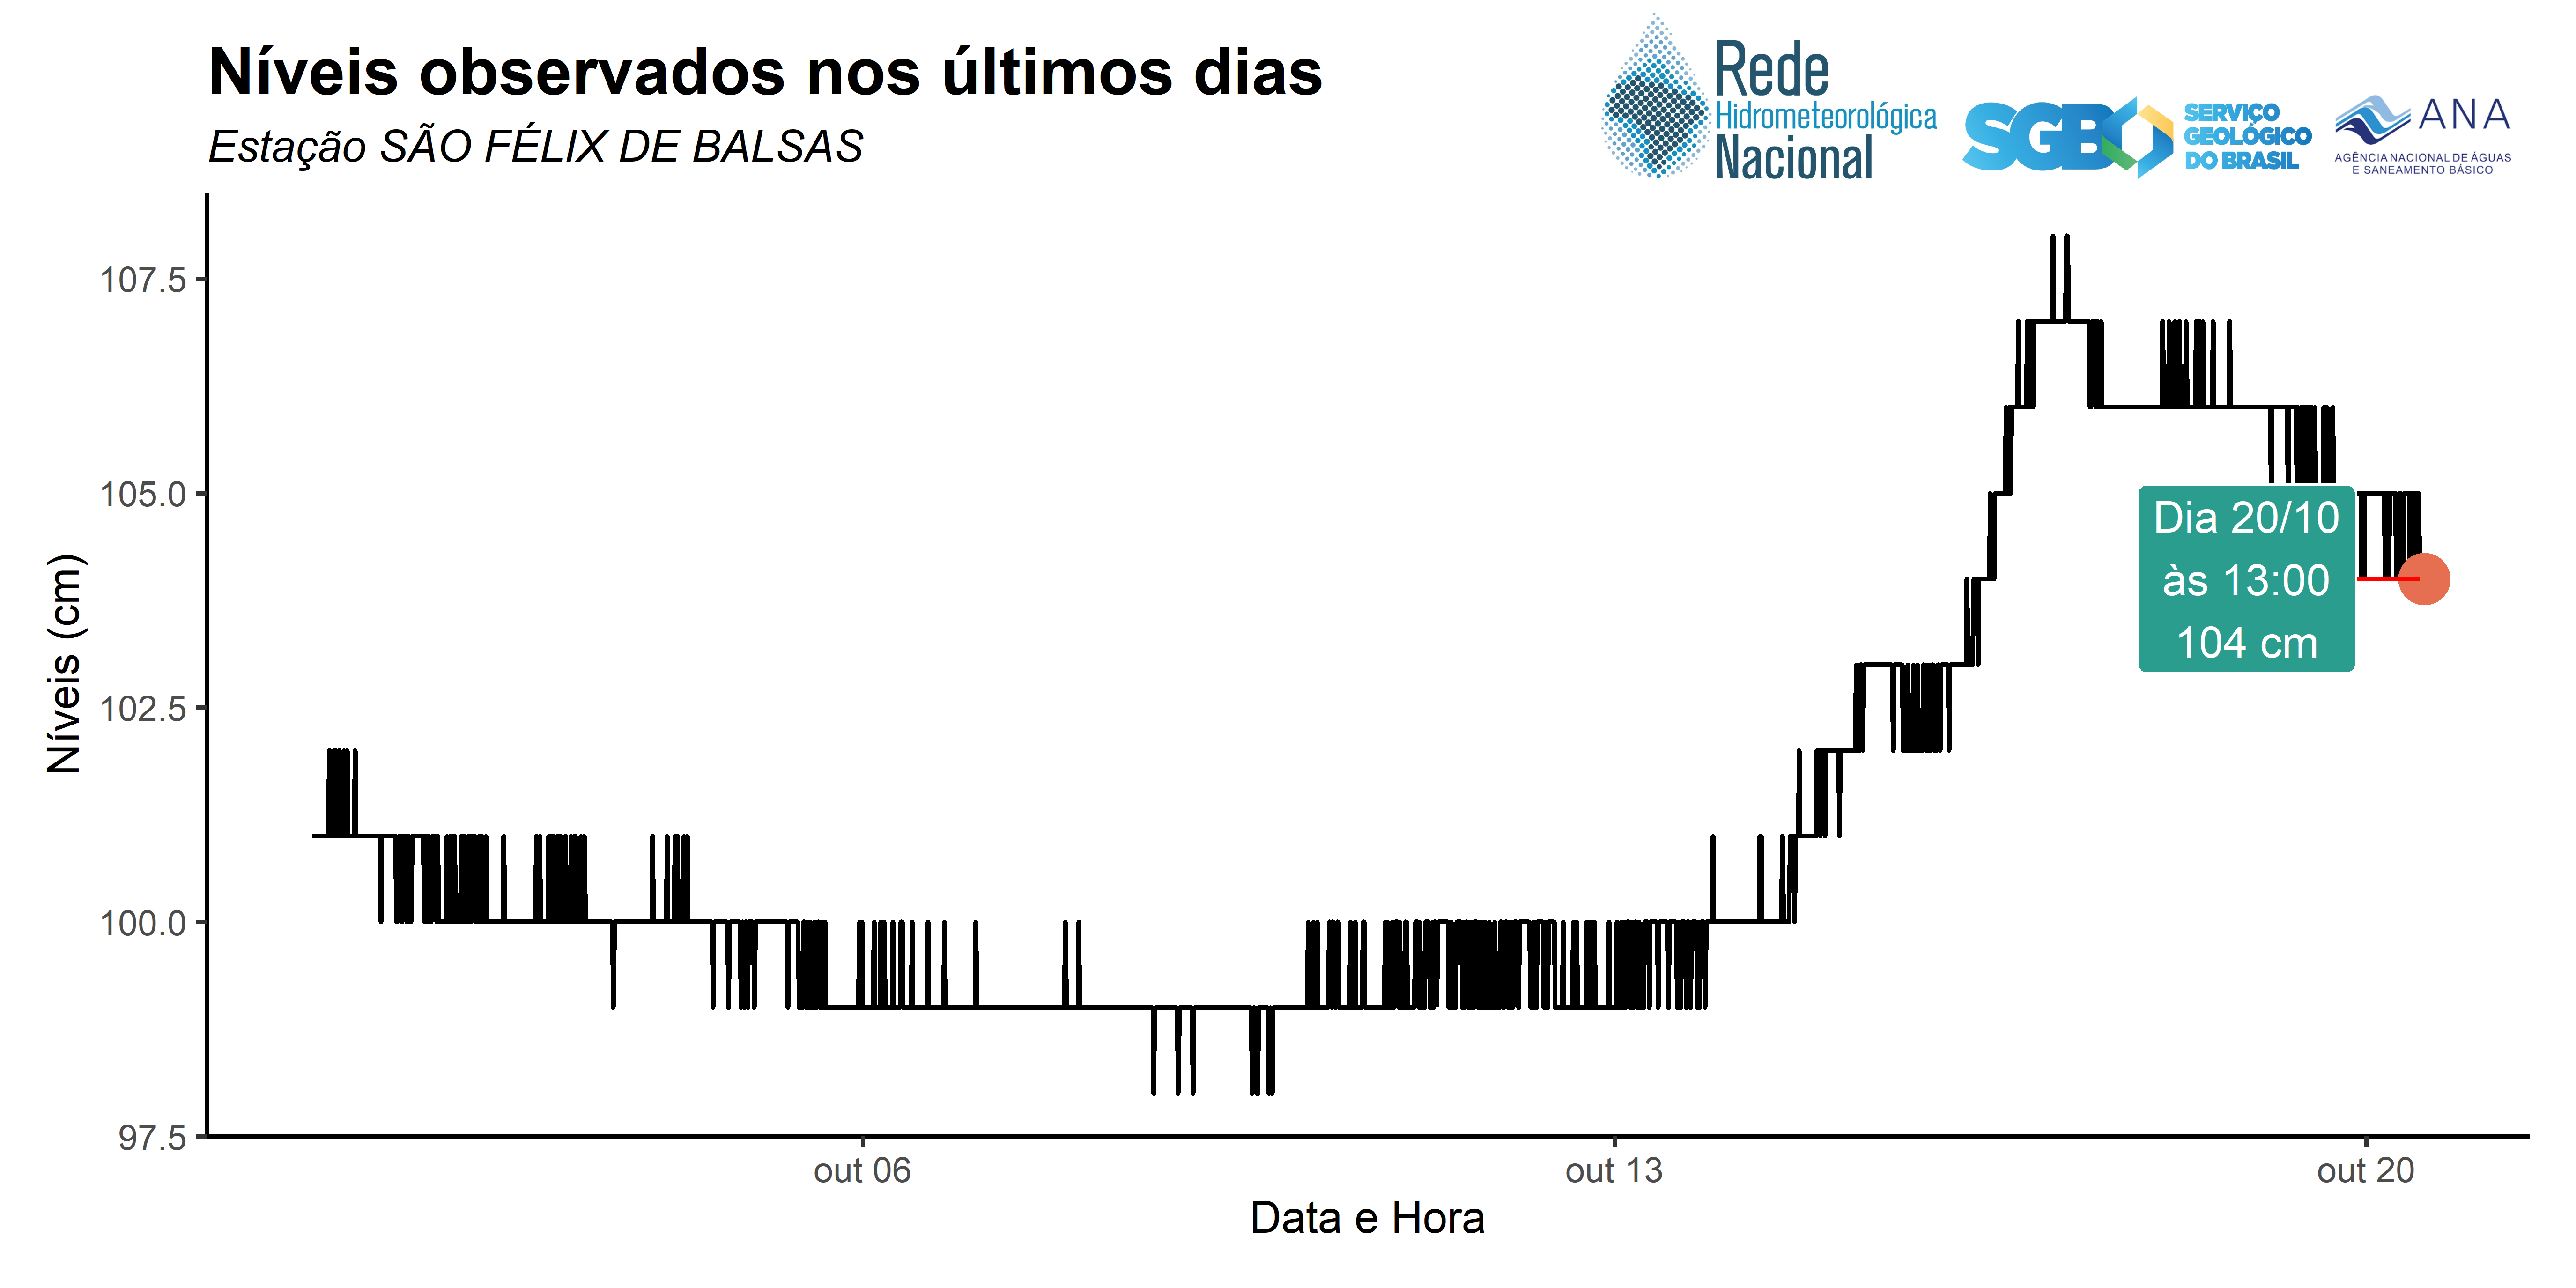 Níveis observados nos últimos dias
Estação SÃO FÉLIX DE BALSAS
Rede
Hidrometeorológica
Nacional
SGB
SERVIÇO
GEOLÓGICO
DO BRASIL
ANA
AGÊNCIA NACIONAL DE ÁGUAS
E SANEAMENTO BÁSICO
Níveis (cm)
107.5
105.0
102.5
100.0
97.5
Dia 20/10
às 13:00
104 cm
out 06
out 13
out 20
Data e Hora